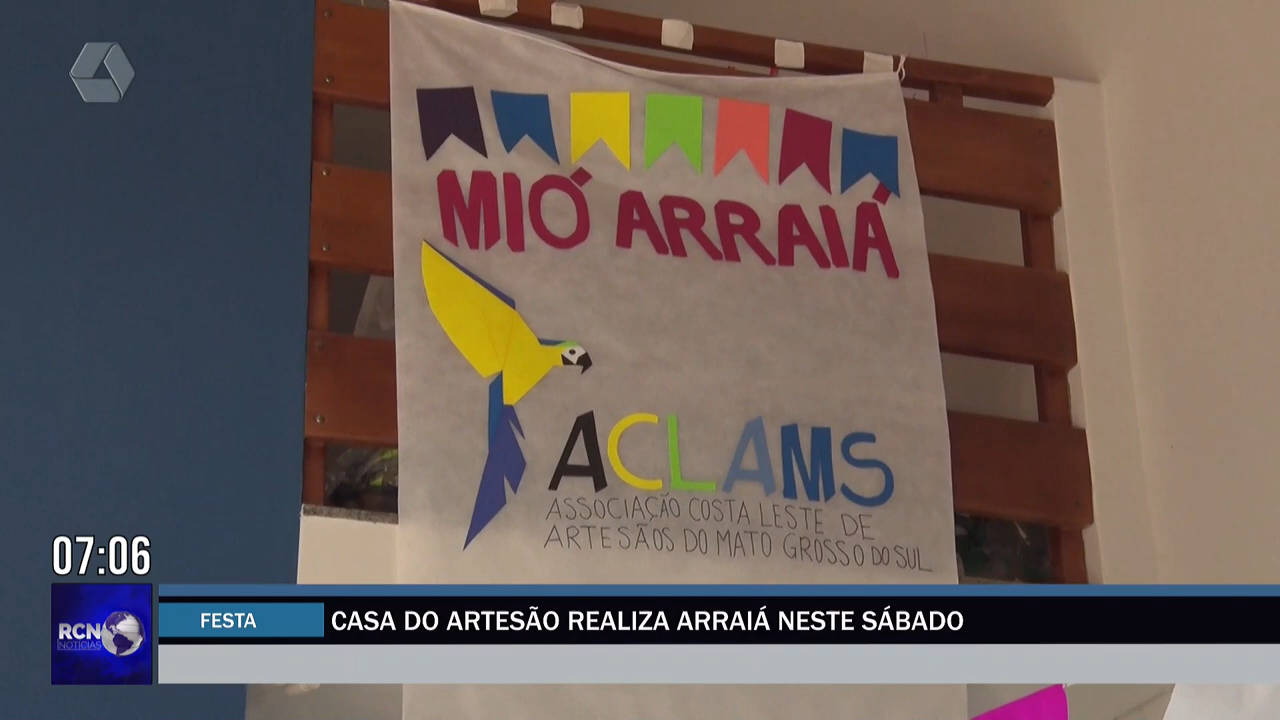 MIÓ ARRAIÁ
ACLAMS
ASSOCIAÇÃO COSTA LESTE DE
ARTESÃOS DO MATO GROSSO DO SUL
07:06
RCN
NOTÍCIAS
FESTA
CASA DO ARTESÃO REALIZA ARRAIÁ NESTE SÁBADO